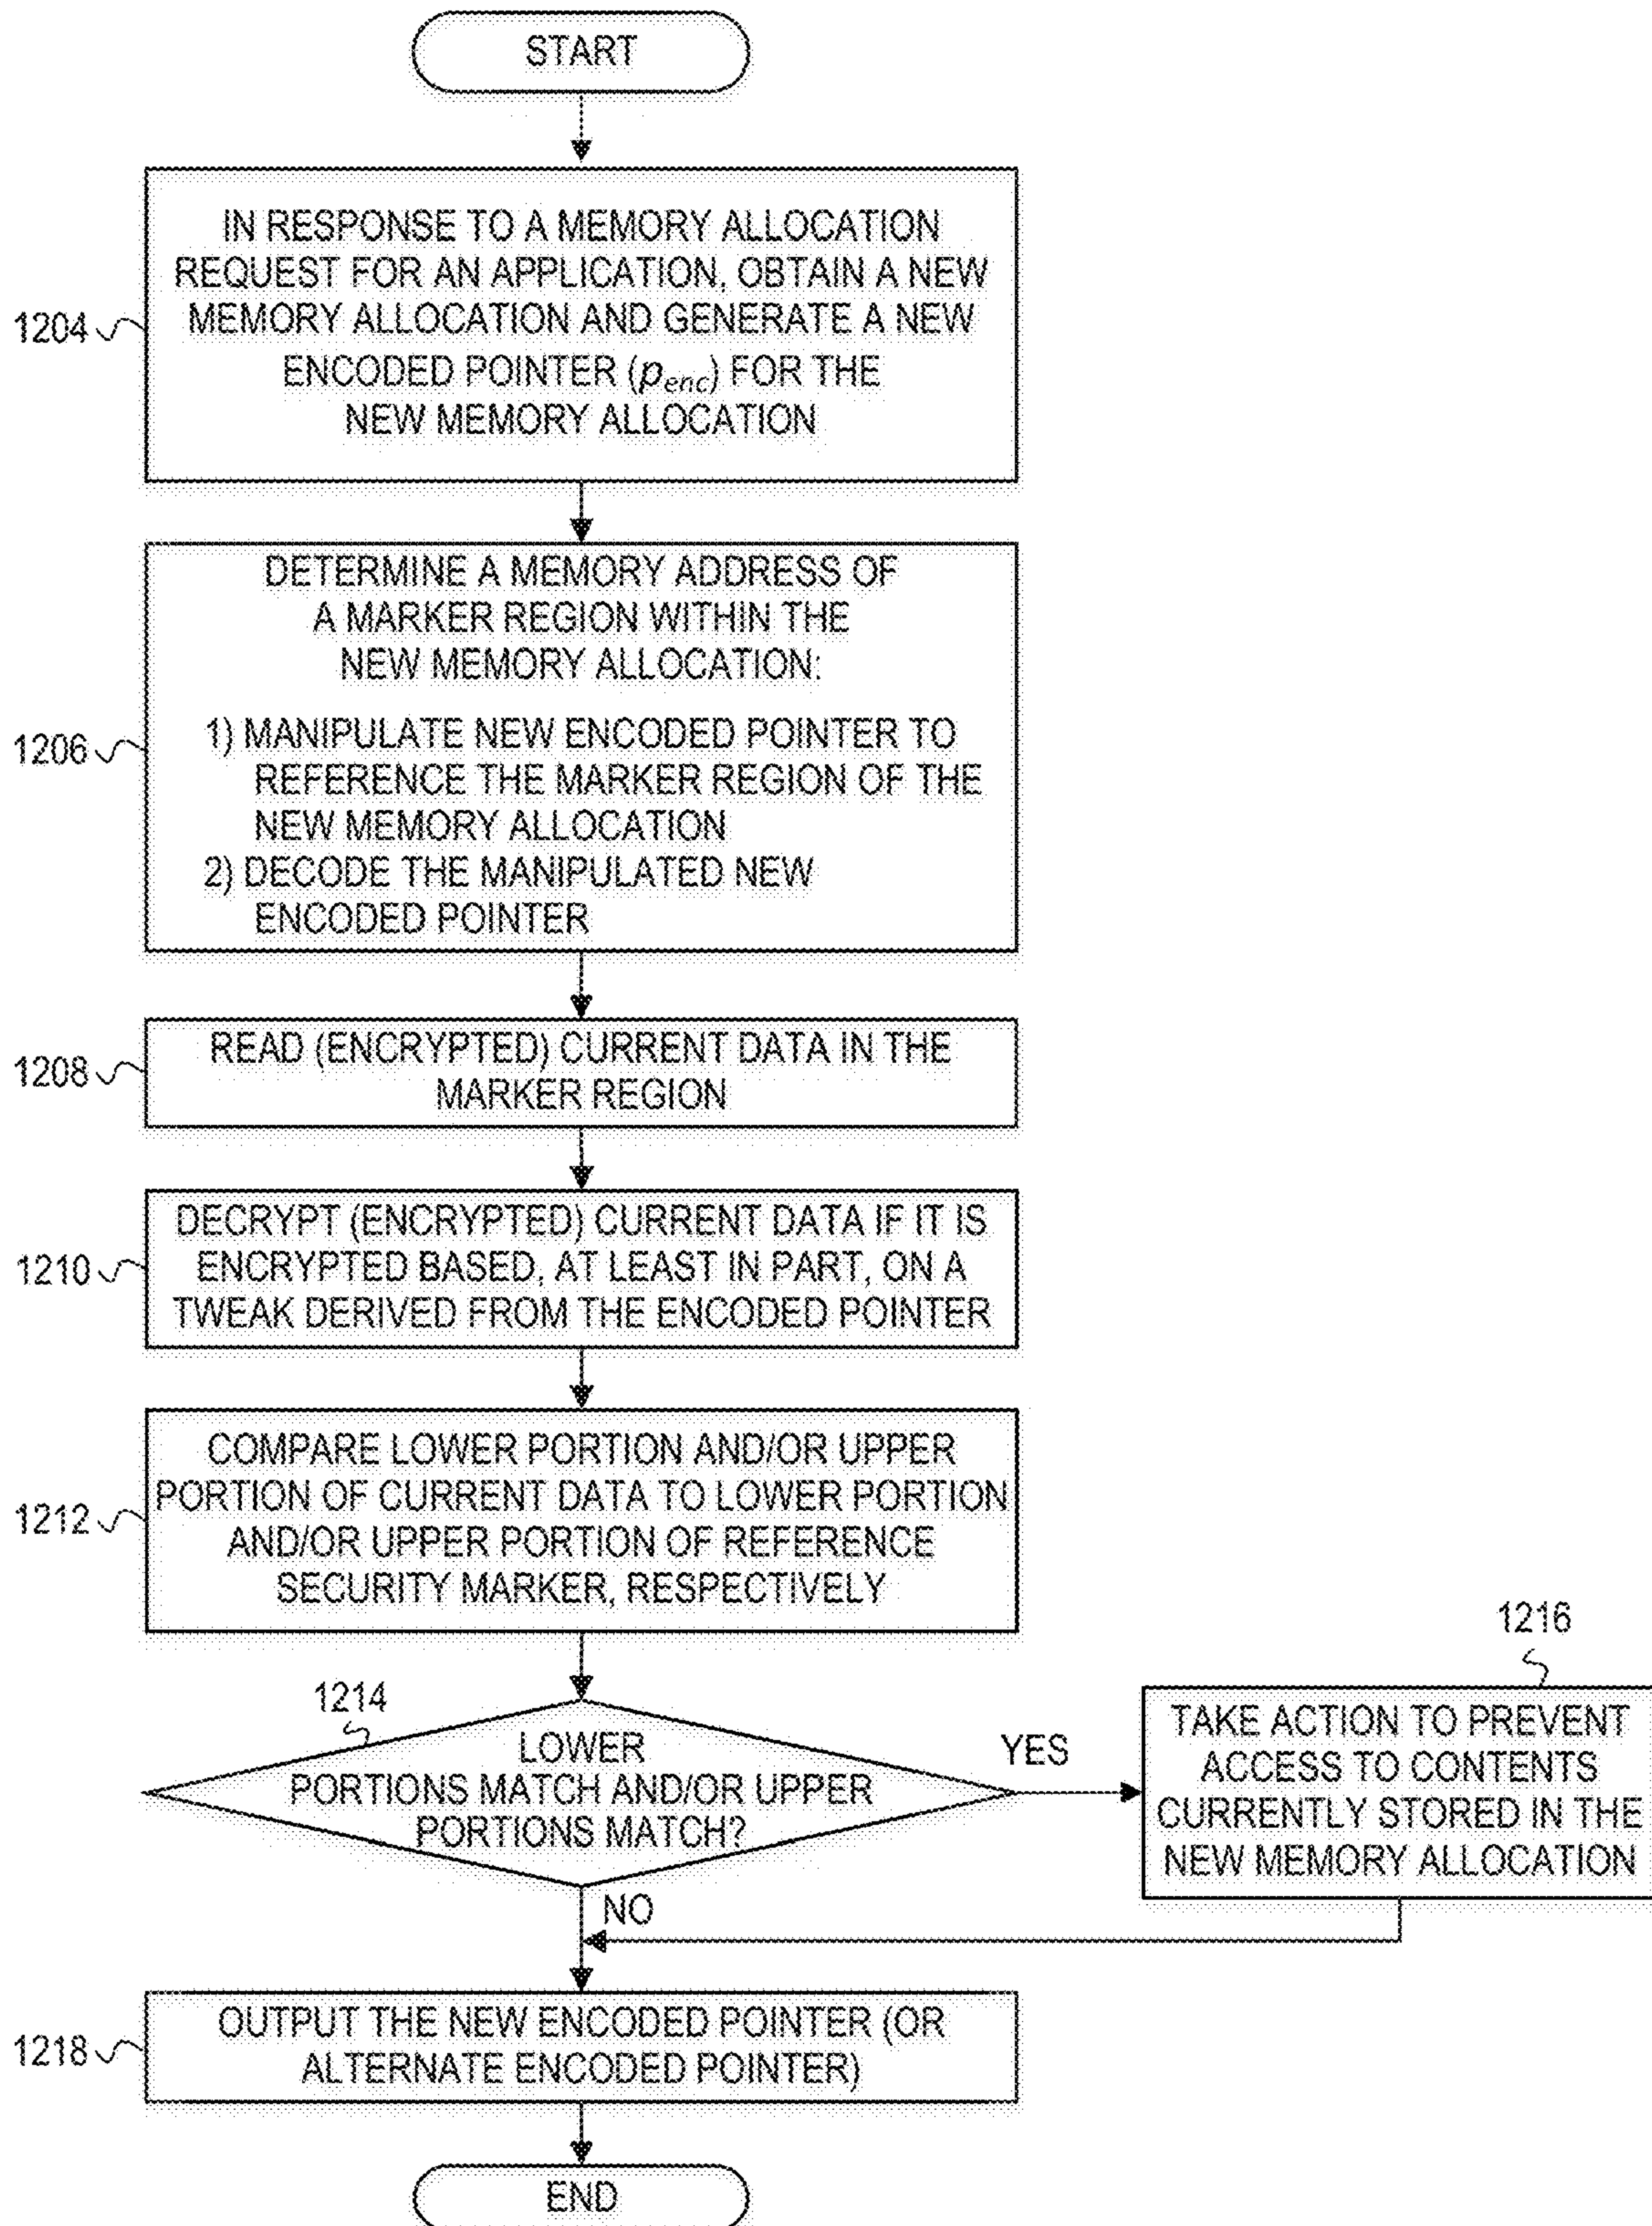 START
1204
IN RESPONSE TO A MEMORY ALLOCATION
REQUEST FOR AN APPLICATION, OBTAIN A NEW
MEMORY ALLOCATION AND GENERATE A NEW
ENCODED POINTER (penc) FOR THE
NEW MEMORY ALLOCATION
1206
DETERMINE A MEMORY ADDRESS OF
A MARKER REGION WITHIN THE
NEW MEMORY ALLOCATION:
1) MANIPULATE NEW ENCODED POINTER TO
REFERENCE THE MARKER REGION OF THE
NEW MEMORY ALLOCATION
2) DECODE THE MANIPULATED NEW
ENCODED POINTER
1208
READ (ENCRYPTED) CURRENT DATA IN THE
MARKER REGION
1210
DECRYPT (ENCRYPTED) CURRENT DATA IF IT IS
ENCRYPTED BASED, AT LEAST IN PART, ON A
TWEAK DERIVED FROM THE ENCODED POINTER
1212
COMPARE LOWER PORTION AND/OR UPPER
PORTION OF CURRENT DATA TO LOWER PORTION
AND/OR UPPER PORTION OF REFERENCE
SECURITY MARKER, RESPECTIVELY
1214
LOWER
PORTIONS MATCH AND/OR UPPER
PORTIONS MATCH?
YES
1216
TAKE ACTION TO PREVENT
ACCESS TO CONTENTS
CURRENTLY STORED IN THE
NEW MEMORY ALLOCATION
NO
1218
OUTPUT THE NEW ENCODED POINTER (OR
ALTERNATE ENCODED POINTER)
END